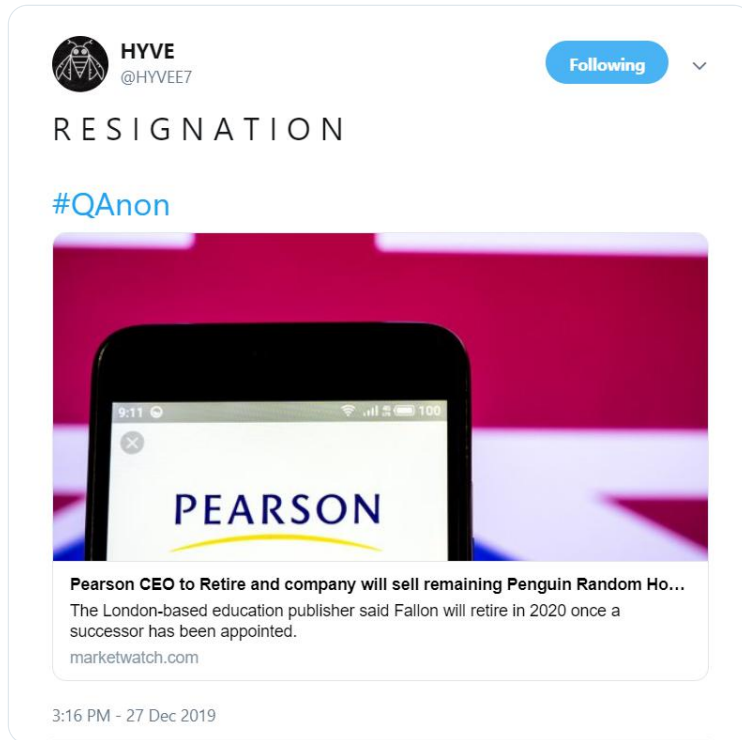 HYVE
@HYVEE7
Following
R E S I G N A T I O N
#QAnon
9:11
100
PEARSON
Pearson CEO to Retire and company will sell remaining Penguin Random Ho...
The London-based education publisher said Fallon will retire in 2020 once a
successor has been appointed.
marketwatch.com
3:16 PM - 27 Dec 2019